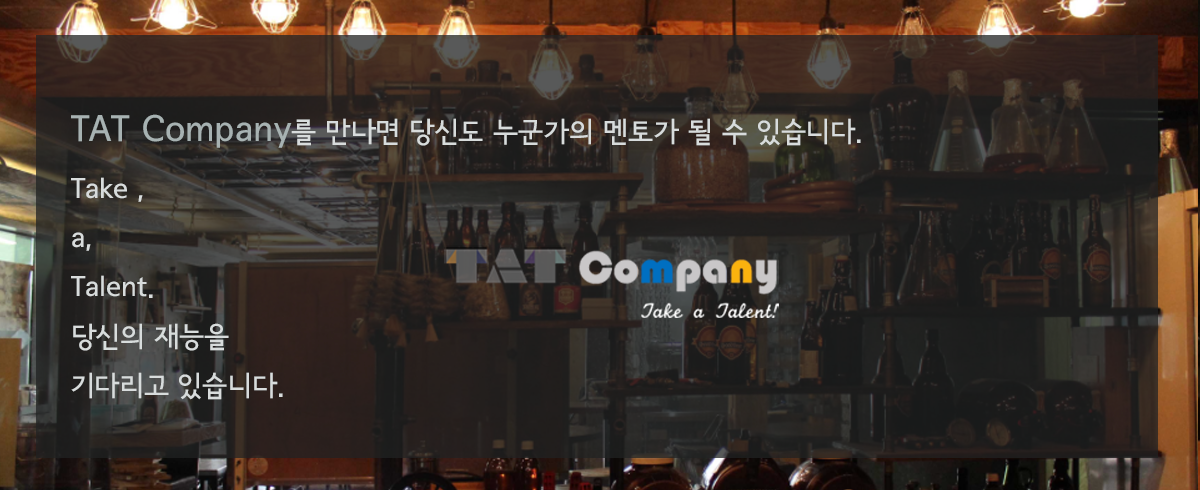 TAT Company를 만나면 당신도 누군가의 멘토가 될 수 있습니다.
Take ,
a,
Talent.
당신의 재능을
기다리고 있습니다.
TAT Company
Take a Talent!